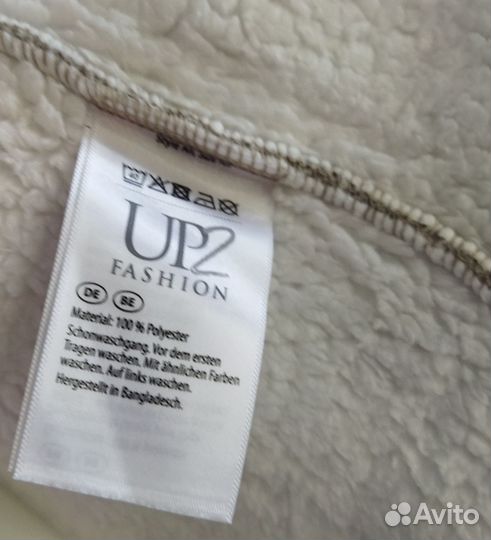 UP2
FASHION
DE BE
Material: 100 % Polyester
Schonwaschgang. Vor dem ersten
Tragen waschen. Mit ähnlichen Farben
waschen. Auf links waschen.
Hergestellt in Bangladesch.
Avito